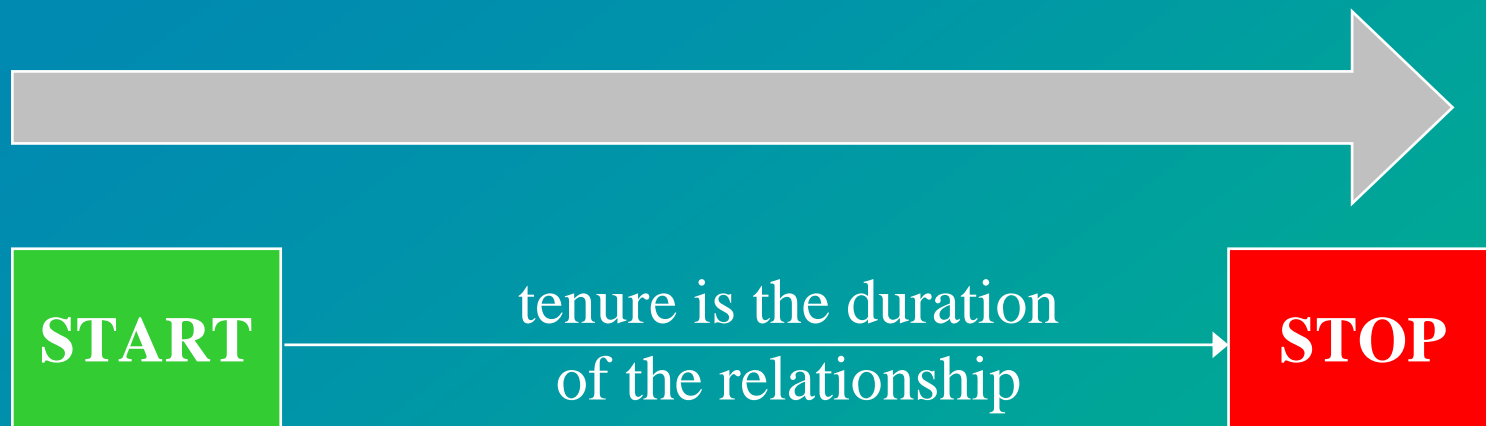 START
tenure is the duration
of the relationship
STOP